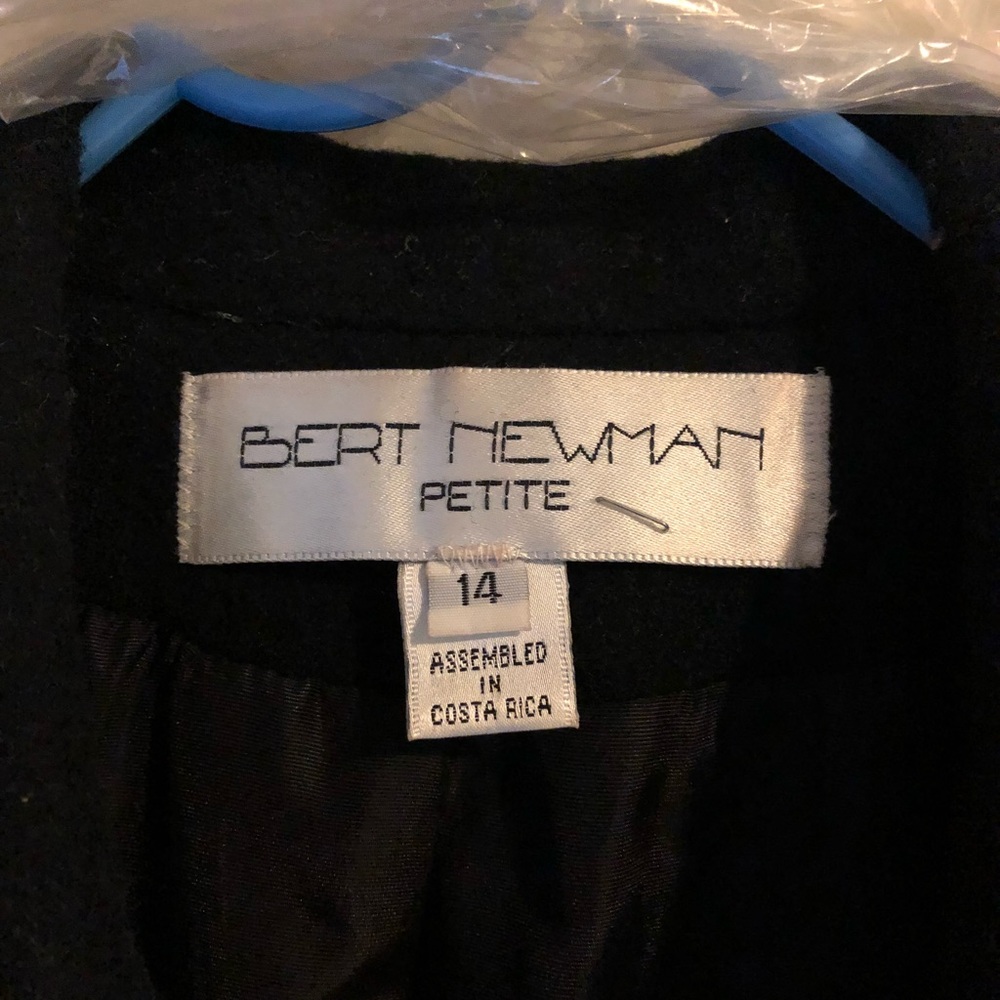 BERT NEWMAN
PETITE
14
ASSEMBLED
IN
COSTA RICA